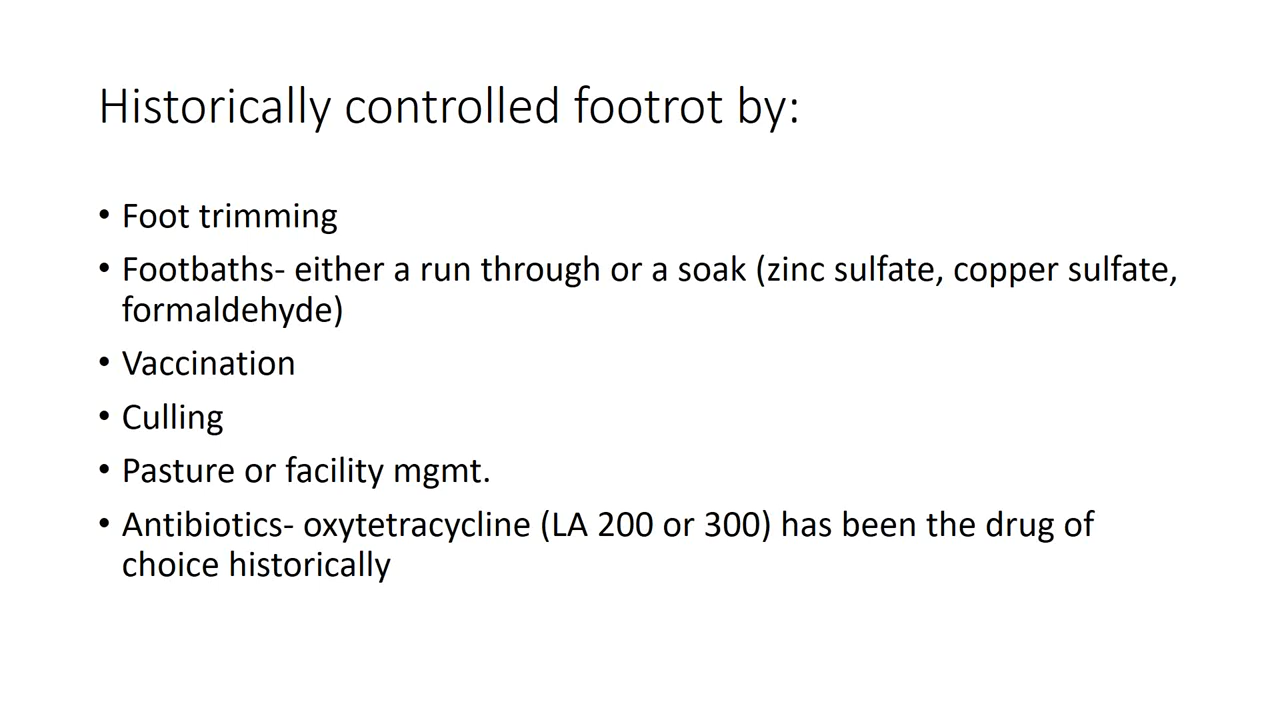 Historically controlled footrot by:
• Foot trimming
• Footbaths- either a run through or a soak (zinc sulfate, copper sulfate,
formaldehyde)
• Vaccination
• Culling
• Pasture or facility mgmt.
• Antibiotics- oxytetracycline (LA 200 or 300) has been the drug of
choice historically